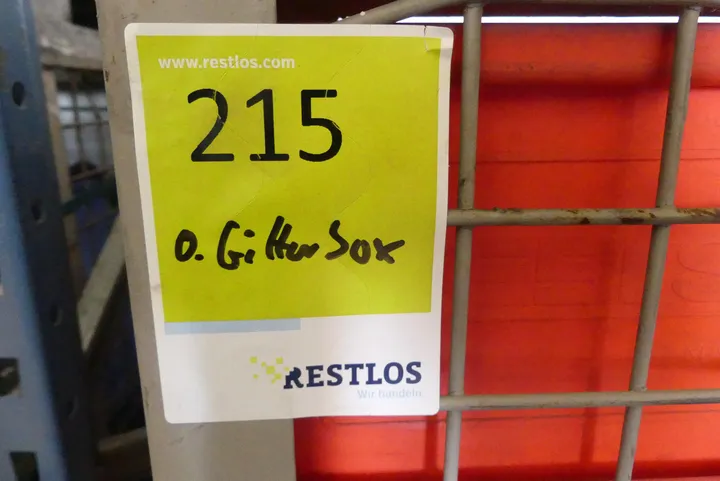 www.restlos.com
215
o. Gitterbox
RESTLOS
Wir handeln